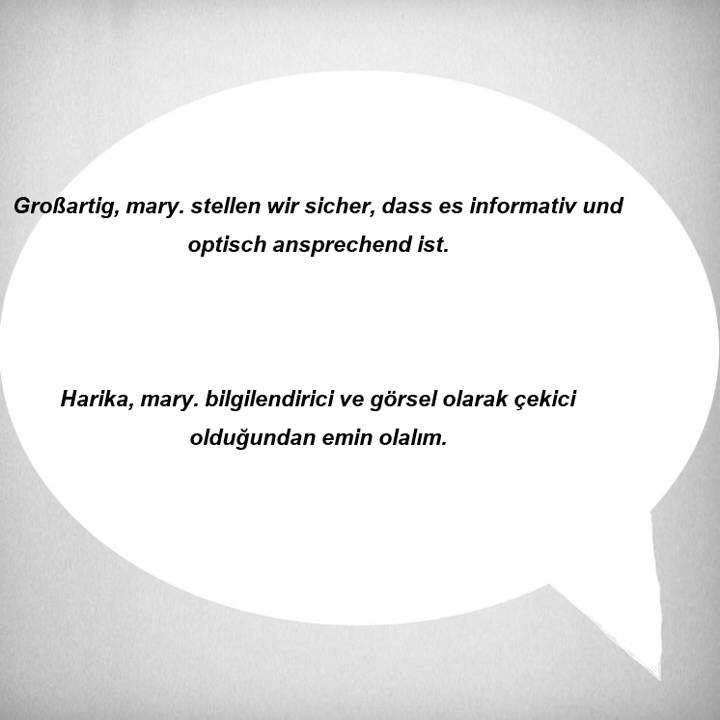 Großartig, mary. stellen wir sicher, dass es informativ und
optisch ansprechend ist.
Harika, mary. bilgilendirici ve görsel olarak çekici
olduğundan emin olalım.